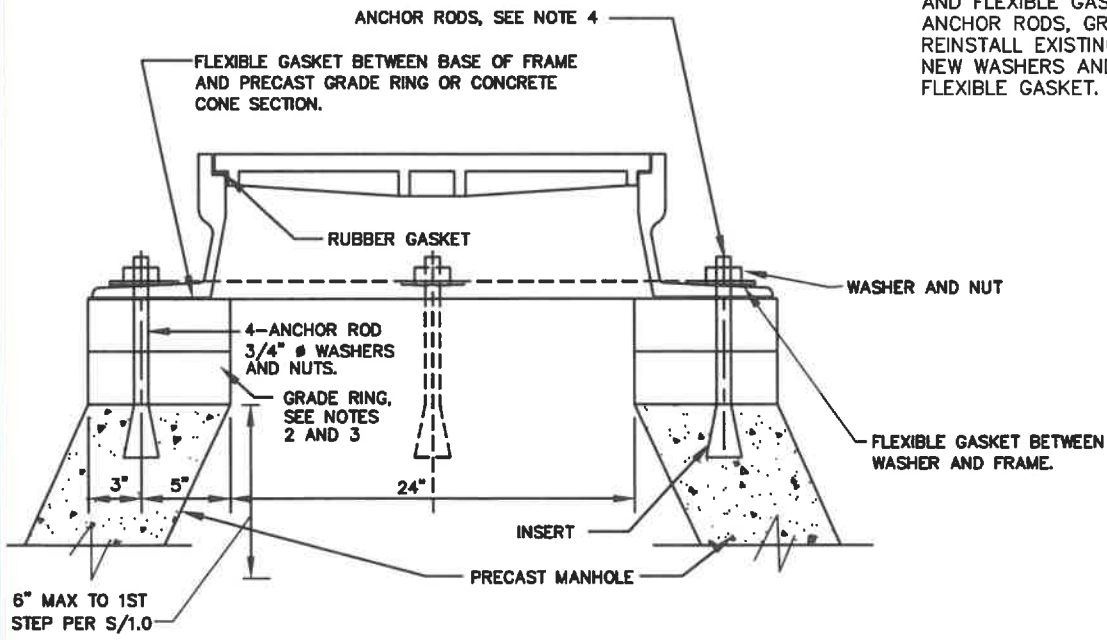 ANCHOR RODS, SEE NOTE 4
AND FLEXIBLE GAS
ANCHOR RODS, GR
REINSTALL EXISTIN
NEW WASHERS AND
FLEXIBLE GASKET.
FLEXIBLE GASKET BETWEEN BASE OF FRAME
AND PRECAST GRADE RING OR CONCRETE
CONE SECTION.
RUBBER GASKET
WASHER AND NUT
4-ANCHOR ROD
3/4" ø WASHERS
AND NUTS.
GRADE RING,
SEE NOTES
2 AND 3
FLEXIBLE GASKET BETWEEN
WASHER AND FRAME.
3"
5"
24"
INSERT
PRECAST MANHOLE
6" MAX TO 1ST
STEP PER S/1.0